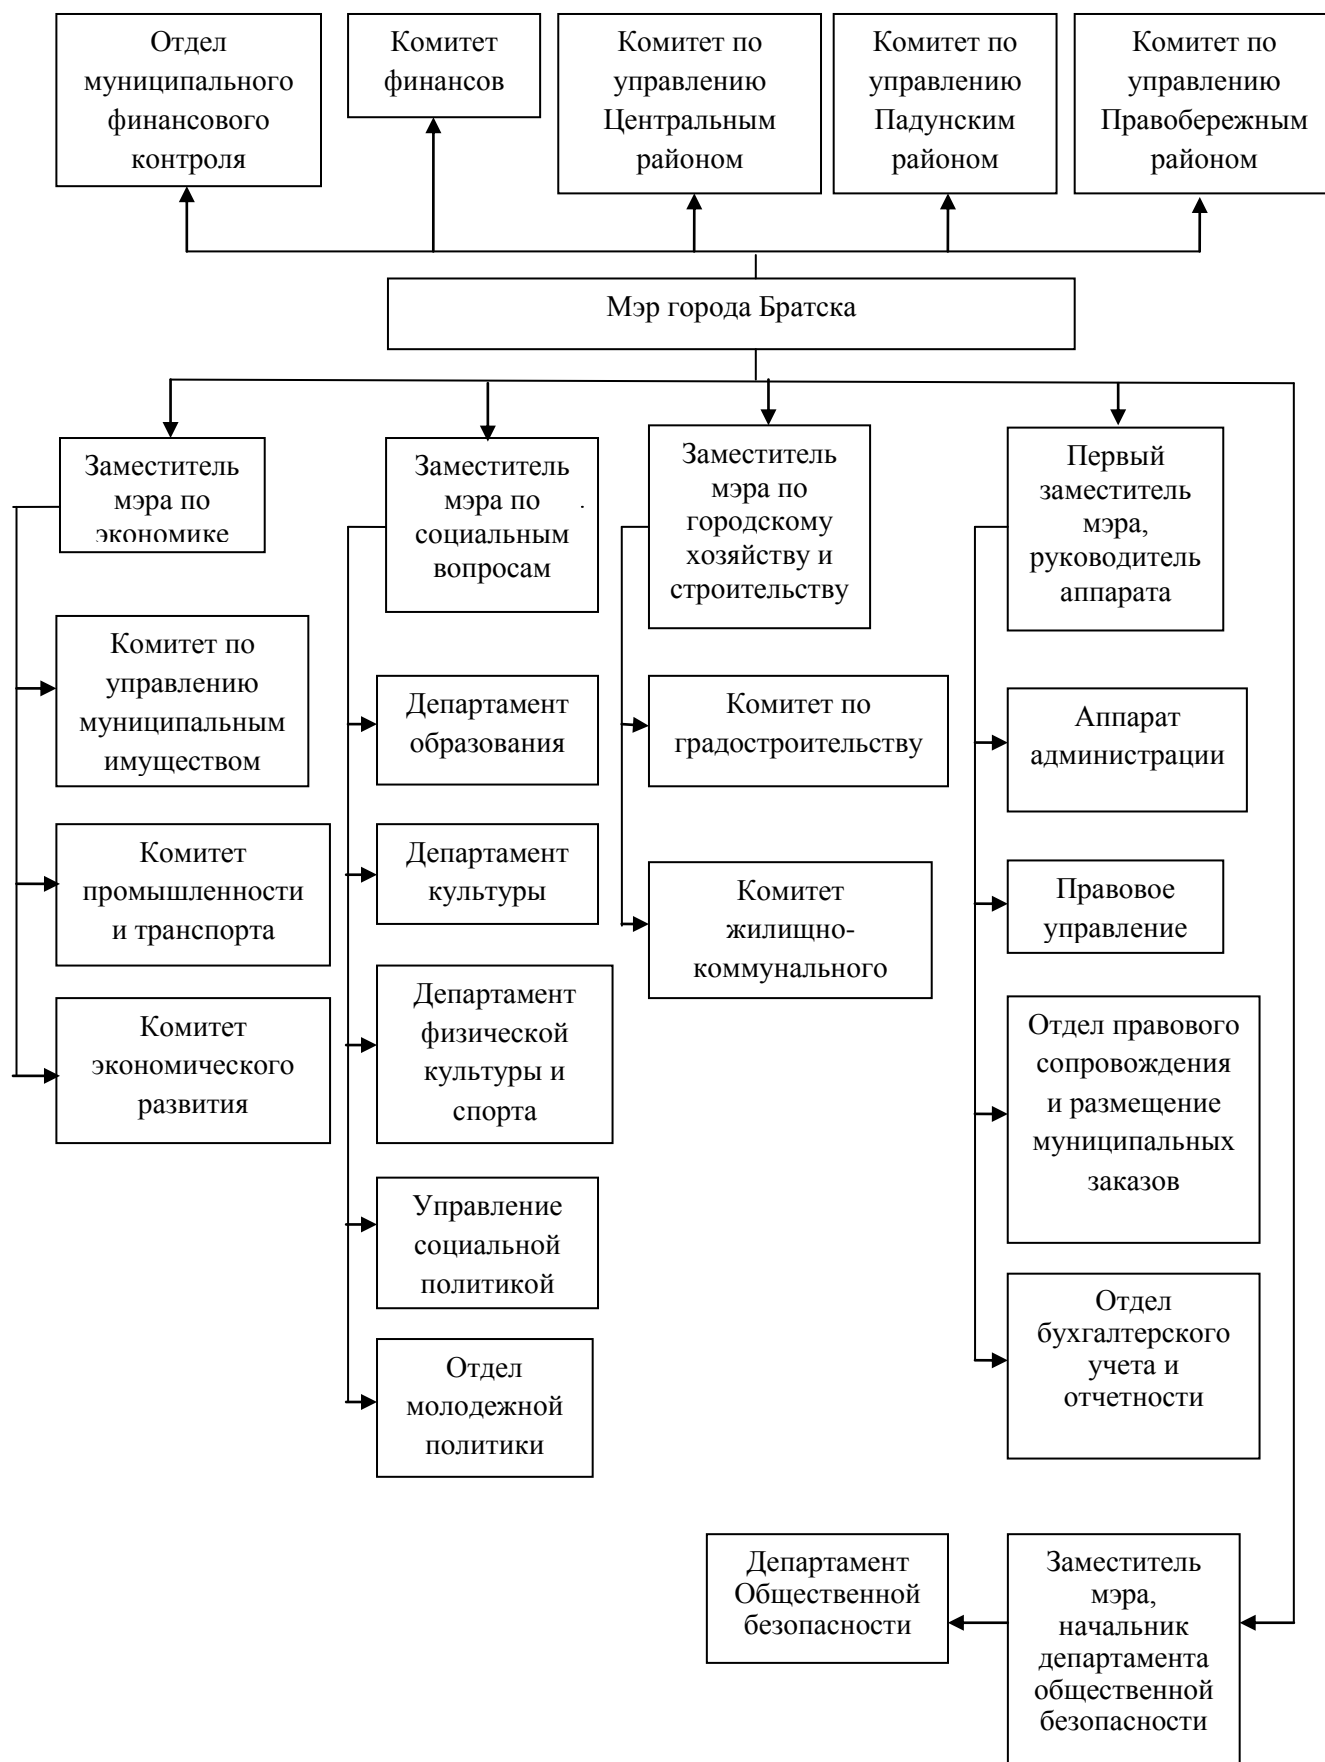 Отдел
муниципального
финансового
контроля
Комитет
финансов
Комитет по
управлению
Центральным
районом
Комитет по
управлению
Падунским
районом
Комитет по
управлению
Правобережным
районом
Мэр города Братска
Заместитель
мэра по
экономике
Заместитель
мэра по
социальным
вопросам
Заместитель
мэра по
городскому
хозяйству и
строительству
Первый
заместитель
мэра,
руководитель
аппарата
Комитет по
управлению
муниципальным
имуществом
Комитет
промышленности
и транспорта
Комитет
экономического
развития
Департамент
образования
Департамент
культуры
Департамент
физической
культуры и
спорта
Управление
социальной
политикой
Отдел
молодежной
политики
Комитет по
градостроительству
Комитет
жилищно-
коммунального
Аппарат
администрации
Правовое
управление
Отдел правового
сопровождения
и размещение
муниципальных
заказов
Отдел
бухгалтерского
учета и
отчетности
Департамент
Общественной
безопасности
Заместитель
мэра,
начальник
департамента
общественной
безопасности